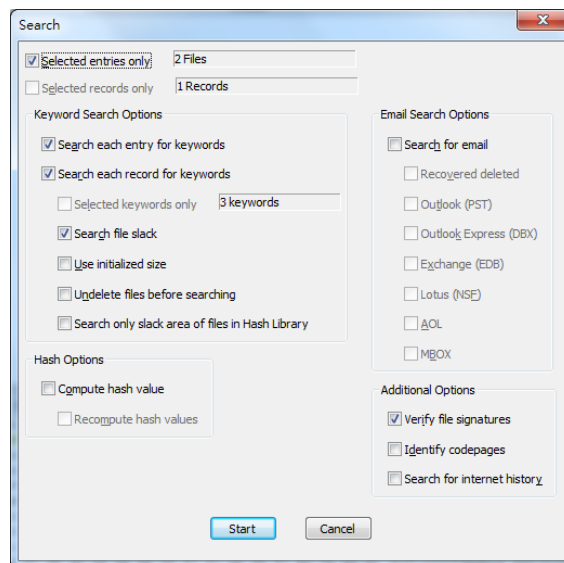 Search
Selected entries only 2 Files
Selected records only 1 Records
Keyword Search Options
Search each entry for keywords
Search each record for keywords
Selected keywords only 3 keywords
Search file slack
Use initialized size
Undelete files before searching
Search only slack area of files in Hash Library
Hash Options
Compute hash value
Recompute hash values
Email Search Options
Search for email
Recovered deleted
Outlook (PST)
Outlook Express (DBX)
Exchange (EDB)
Lotus (NSF)
AOL
MBOX
Additional Options
Verify file signatures
Identify codepages
Search for internet history
Start Cancel